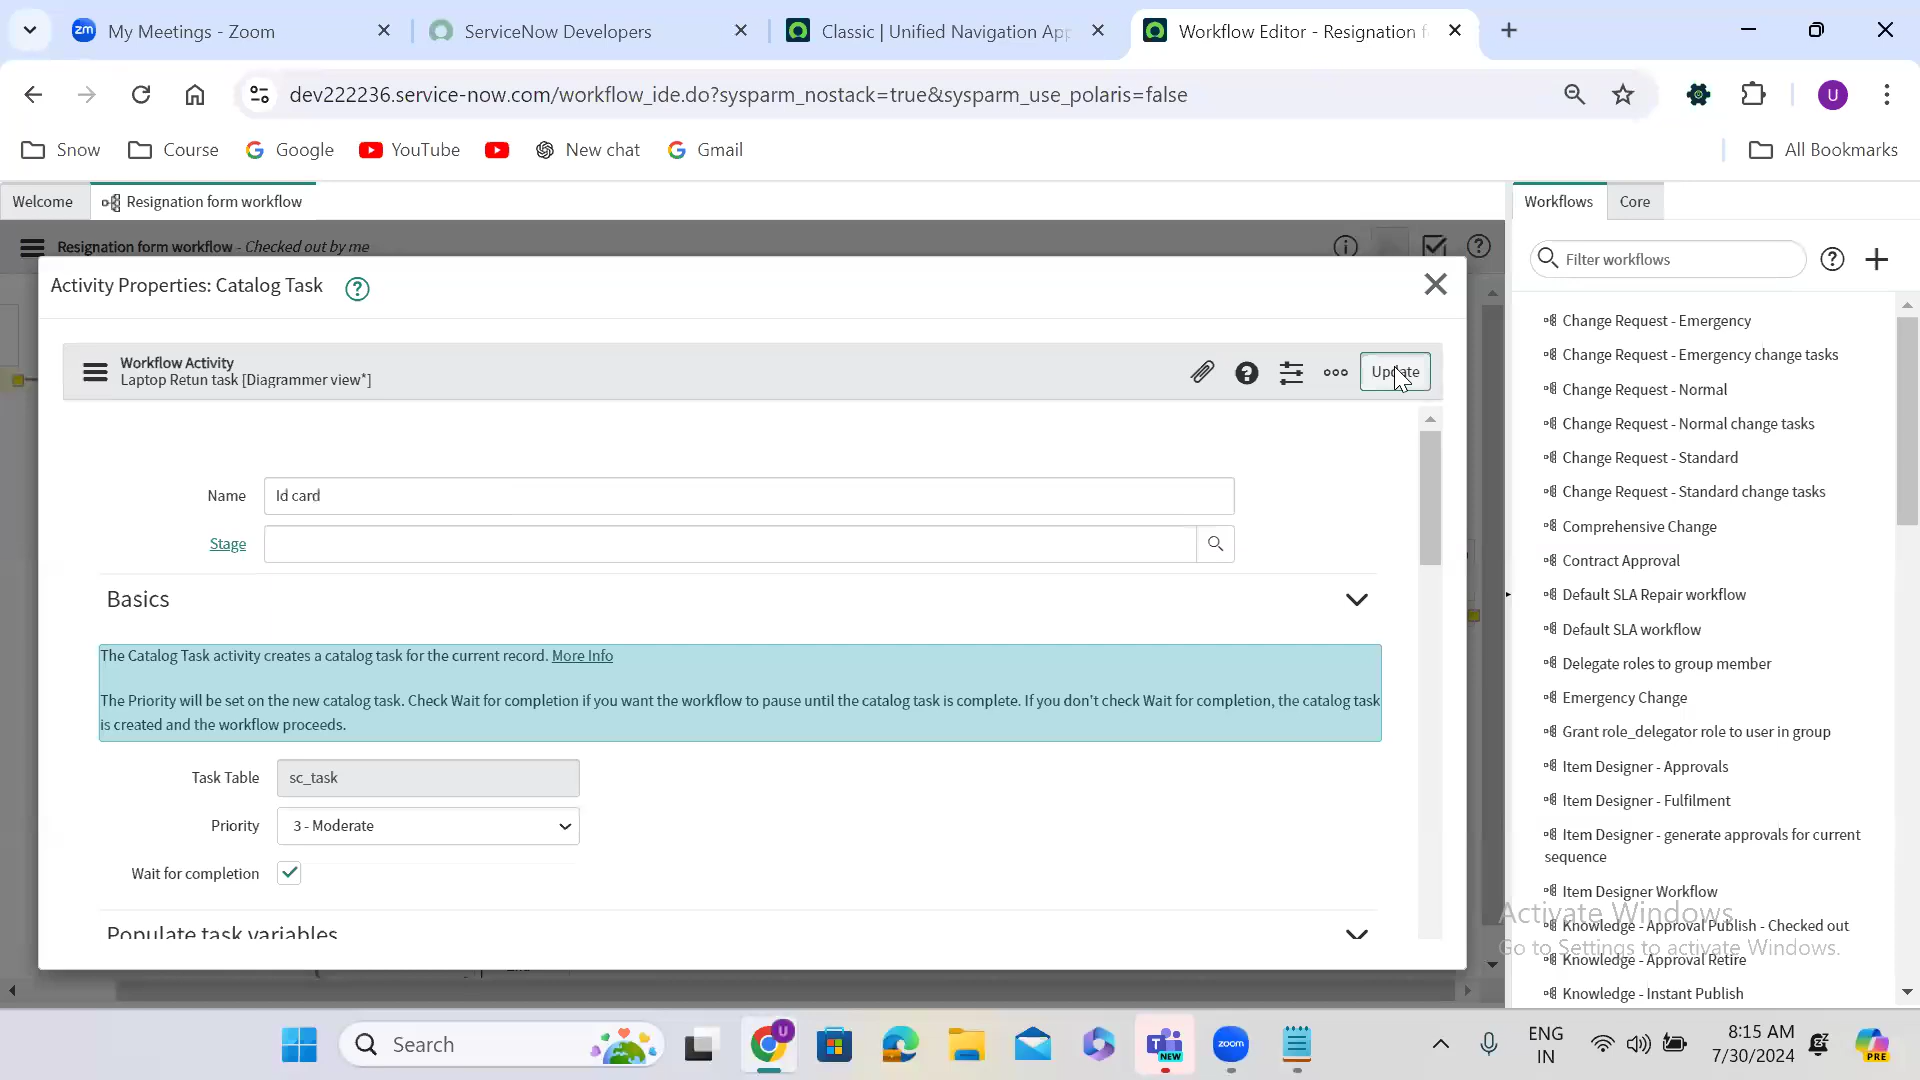 My Meetings - Zoom
ServiceNow Developers
Classic | Unified Navigation App
Workflow Editor - Resignation f
dev222236.service-now.com/workflow_ide.do?sysparm_nostack=true&sysparm_use_polaris=false
U
Snow
Course
Google
YouTube
New chat
Gmail
All Bookmarks
Welcome
Resignation form workflow
Workflows
Core
Resignation form workflow - Checked out by me
Filter workflows
Activity Properties: Catalog Task
Workflow Activity
Laptop Retun task [Diagrammer view*]
Update
Name
Id card
Stage
Basics
The Catalog Task activity creates a catalog task for the current record. More Info
The Priority will be set on the new catalog task. Check Wait for completion if you want the workflow to pause until the catalog task is complete. If you don't check Wait for completion, the catalog task
is created and the workflow proceeds.
Task Table
sc_task
Priority
3 - Moderate
Wait for completion
Populate task variables
Change Request - Emergency
Change Request - Emergency change tasks
Change Request - Normal
Change Request - Normal change tasks
Change Request - Standard
Change Request - Standard change tasks
Comprehensive Change
Contract Approval
Default SLA Repair workflow
Default SLA workflow
Delegate roles to group member
Emergency Change
Grant role_delegator role to user in group
Item Designer - Approvals
Item Designer - Fulfilment
Item Designer - generate approvals for current
sequence
Item Designer Workflow
Knowledge - Approval Publish - Checked out
Knowledge - Approval Retire
Knowledge - Instant Publish
Activate Windows
Go to Settings to activate Windows.
Search
U
NEW
zoom
ENG
IN
8:15 AM
7/30/2024
PRE